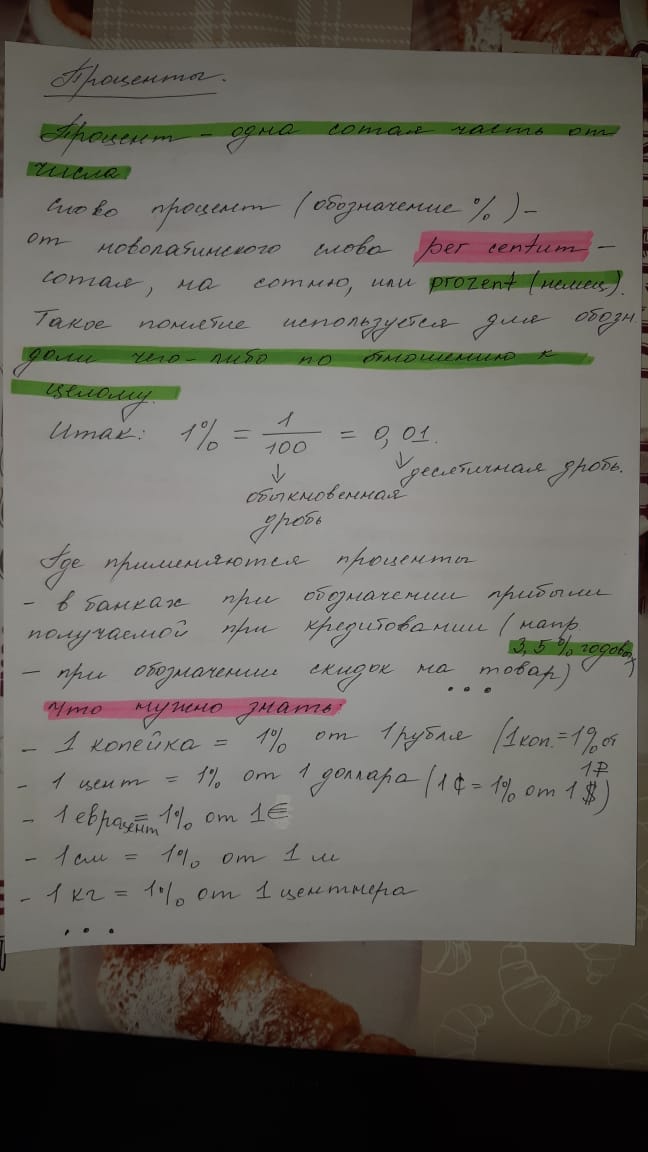 Проценты.
Процент – одна сотая часть от
числа
Слово процент (обозначение %) –
от новолатинского слова per centum –
сотая, на сотню, или prozent (немец).
Такое понятие используется для обозн
доли чего-либо по отношению к
целому.
Итак: 1% = 1/100 = 0,01.
↓ ↓ десятичная дробь.
обыкновенная
дробь
Где применяются проценты
- в банках при обозначении прибыли
получаемой при кредитовании (напр.
3,5% годовых)
- при обозначении скидок на товар)
...
Что нужно знать:
- 1 копейка = 1% от 1 рубля (1 коп. = 1% от
1₽
- 1 цент = 1% от 1 доллара (1¢ = 1% от 1$)
- 1 евроцент = 1% от 1€
- 1 см = 1% от 1 м
- 1 кг = 1% от 1 центнера
...